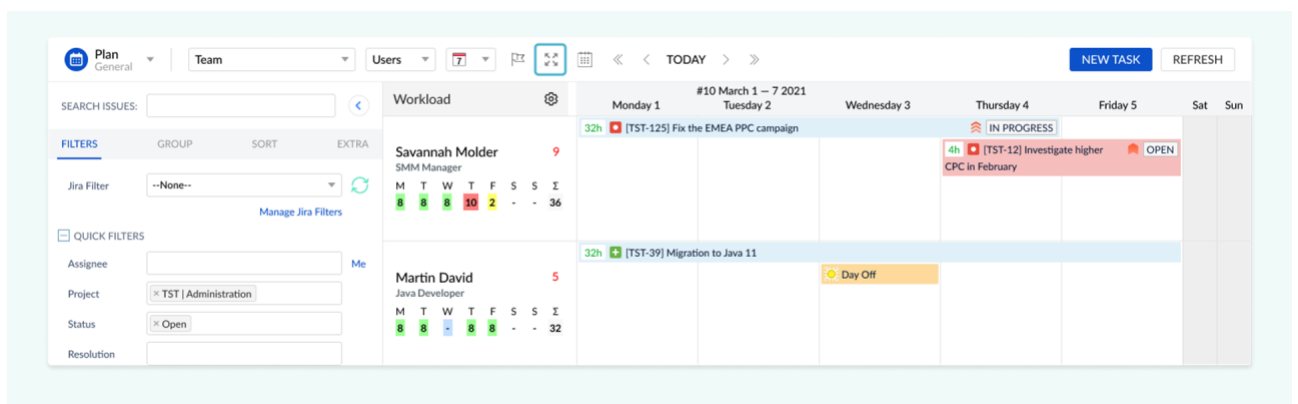 Plan
General
Team
Users
7
TODAY
NEW TASK
REFRESH
SEARCH ISSUES:
FILTERS GROUP SORT EXTRA
Jira Filter
--None--
Manage Jira Filters
QUICK FILTERS
Assignee
Me
Project
× TST | Administration
Status
× Open
Resolution
Workload
#10 March 1 — 7 2021
Monday 1 Tuesday 2 Wednesday 3 Thursday 4 Friday 5 Sat Sun
Savannah Molder 9
SMM Manager
M T W T F S S Σ
8 8 8 10 2 - - 36
32h [TST-125] Fix the EMEA PPC campaign IN PROGRESS
4h [TST-12] Investigate higher OPEN
CPC in February
Martin David 5
Java Developer
M T W T F S S Σ
8 8 - 8 8 - - 32
32h [TST-39] Migration to Java 11
Day Off